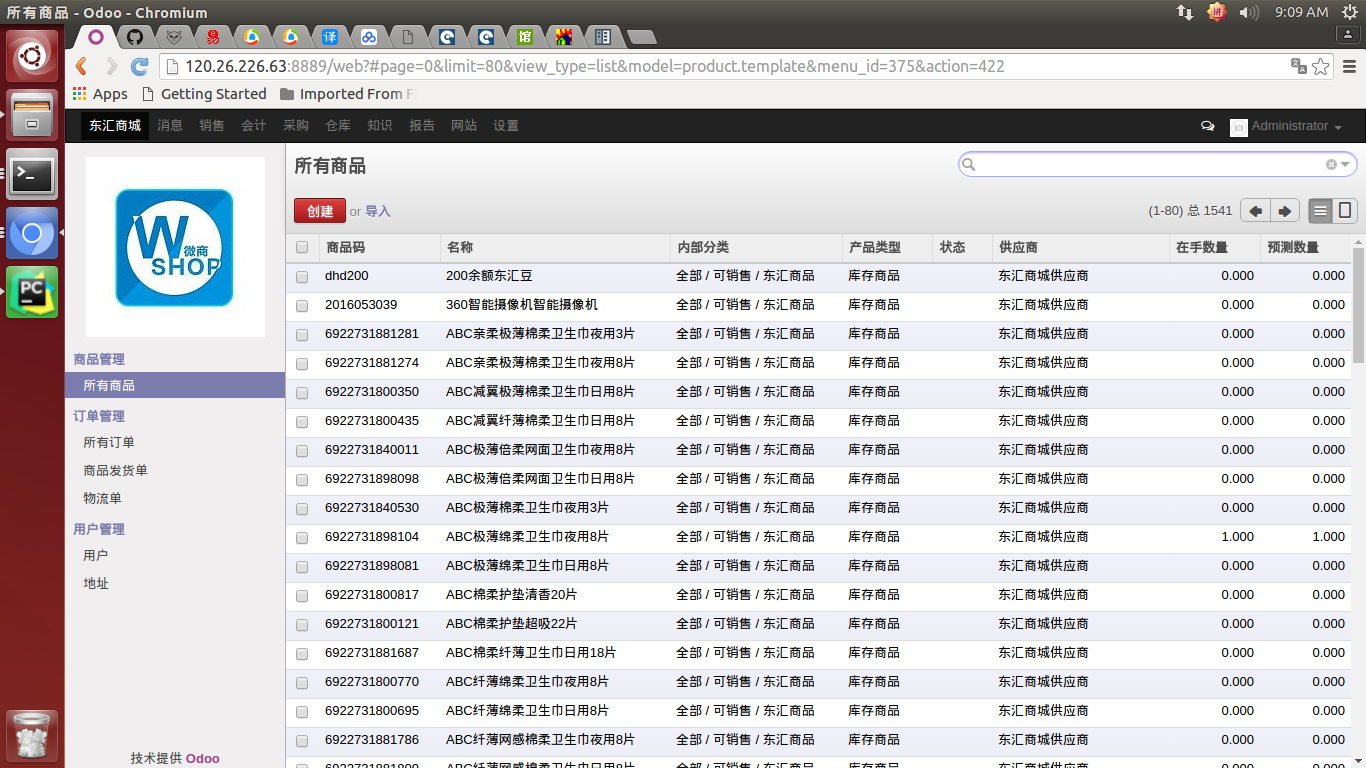 所有商品 - Odoo - Chromium
9:09 AM
120.26.226.63:8889/web?#page=0&limit=80&view_type=list&model=product.template&menu_id=375&action=422
Apps Getting Started Imported From F
东汇商城 消息 销售 会计 采购 仓库 知识 报告 网站 设置 Administrator
W
微商
SHOP
商品管理
所有商品
订单管理
所有订单
商品发货单
物流单
用户管理
用户
地址
技术提供 Odoo
所有商品
创建 or 导入 (1-80) 总 1541
商品码 名称 内部分类 产品类型 状态 供应商 在手数量 预测数量
dhd200 200余额东汇豆 全部 / 可销售 / 东汇商品 库存商品 东汇商城供应商 0.000 0.000
2016053039 360智能摄像机智能摄像机 全部 / 可销售 / 东汇商品 库存商品 东汇商城供应商 0.000 0.000
6922731881281 ABC亲柔极薄棉柔卫生巾夜用3片 全部 / 可销售 / 东汇商品 库存商品 东汇商城供应商 0.000 0.000
6922731881274 ABC亲柔极薄棉柔卫生巾夜用8片 全部 / 可销售 / 东汇商品 库存商品 东汇商城供应商 0.000 0.000
6922731800350 ABC减翼极薄棉柔卫生巾日用8片 全部 / 可销售 / 东汇商品 库存商品 东汇商城供应商 0.000 0.000
6922731800435 ABC减翼纤薄棉柔卫生巾日用8片 全部 / 可销售 / 东汇商品 库存商品 东汇商城供应商 0.000 0.000
6922731840011 ABC极薄倍柔网面卫生巾夜用8片 全部 / 可销售 / 东汇商品 库存商品 东汇商城供应商 0.000 0.000
6922731898098 ABC极薄倍柔网面卫生巾日用8片 全部 / 可销售 / 东汇商品 库存商品 东汇商城供应商 0.000 0.000
6922731840530 ABC极薄棉柔卫生巾夜用3片 全部 / 可销售 / 东汇商品 库存商品 东汇商城供应商 0.000 0.000
6922731898104 ABC极薄绵柔卫生巾夜用8片 全部 / 可销售 / 东汇商品 库存商品 东汇商城供应商 1.000 1.000
6922731898081 ABC极薄绵柔卫生巾日用8片 全部 / 可销售 / 东汇商品 库存商品 东汇商城供应商 0.000 0.000
6922731800817 ABC棉柔护垫清香20片 全部 / 可销售 / 东汇商品 库存商品 东汇商城供应商 0.000 0.000
6922731800121 ABC棉柔护垫超吸22片 全部 / 可销售 / 东汇商品 库存商品 东汇商城供应商 0.000 0.000
6922731881687 ABC棉柔纤薄卫生巾日用18片 全部 / 可销售 / 东汇商品 库存商品 东汇商城供应商 0.000 0.000
6922731800770 ABC纤薄绵柔卫生巾夜用8片 全部 / 可销售 / 东汇商品 库存商品 东汇商城供应商 0.000 0.000
6922731800695 ABC纤薄绵柔卫生巾日用8片 全部 / 可销售 / 东汇商品 库存商品 东汇商城供应商 0.000 0.000
6922731881786 ABC纤薄网感棉柔卫生巾夜用8片 全部 / 可销售 / 东汇商品 库存商品 东汇商城供应商 0.000 0.000